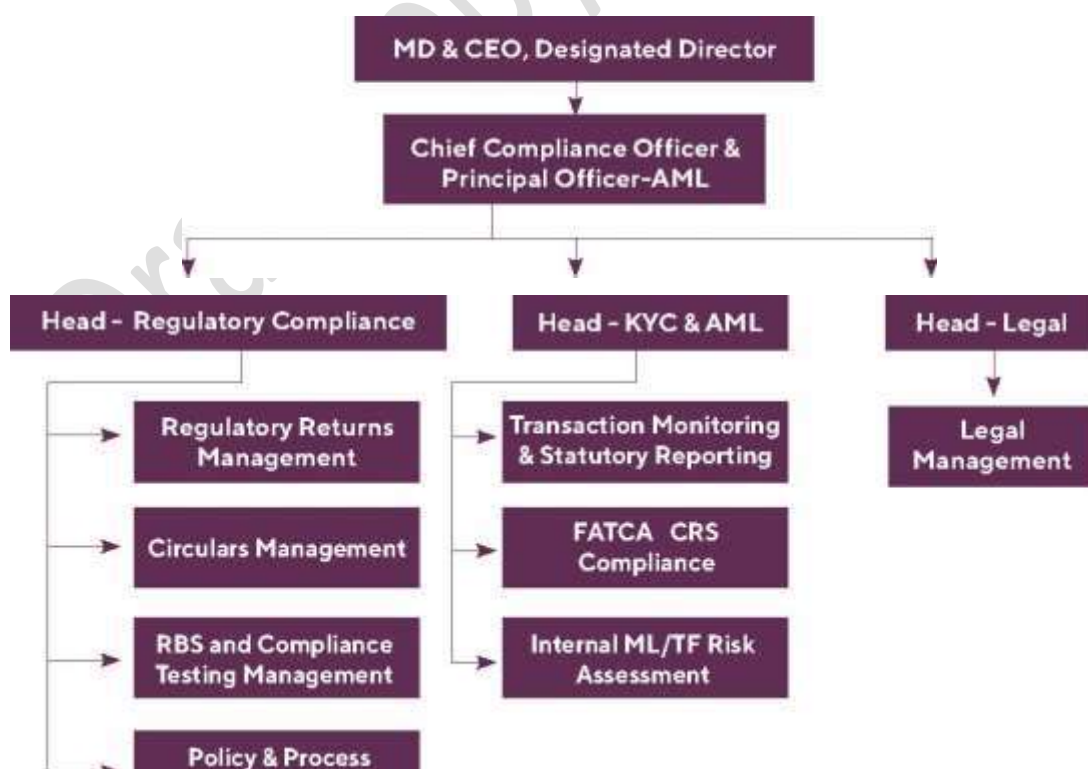 MD & CEO, Designated Director
Chief Compliance Officer &
Principal Officer-AML
Head - Regulatory Compliance
Head - KYC & AML
Head - Legal
Regulatory Returns
Management
Transaction Monitoring
& Statutory Reporting
Legal
Management
Circulars Management
FATCA CRS
Compliance
RBS and Compliance
Testing Management
Internal ML/TF Risk
Assessment
Policy & Process